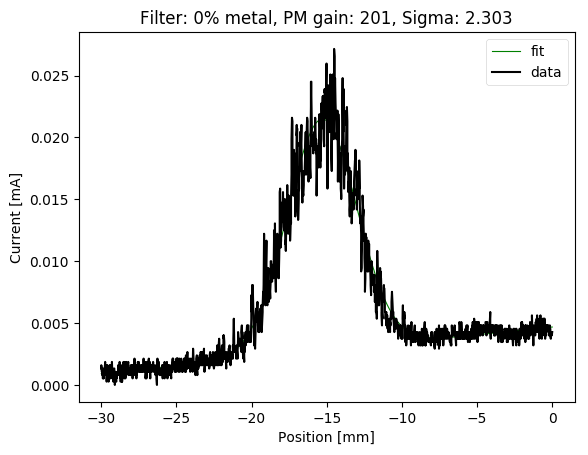 Filter: 0% metal, PM gain: 201, Sigma: 2.303
fit
data
0.025
0.020
0.015
0.010
0.005
0.000
Current [mA]
−30
−25
−20
−15
−10
−5
0
Position [mm]